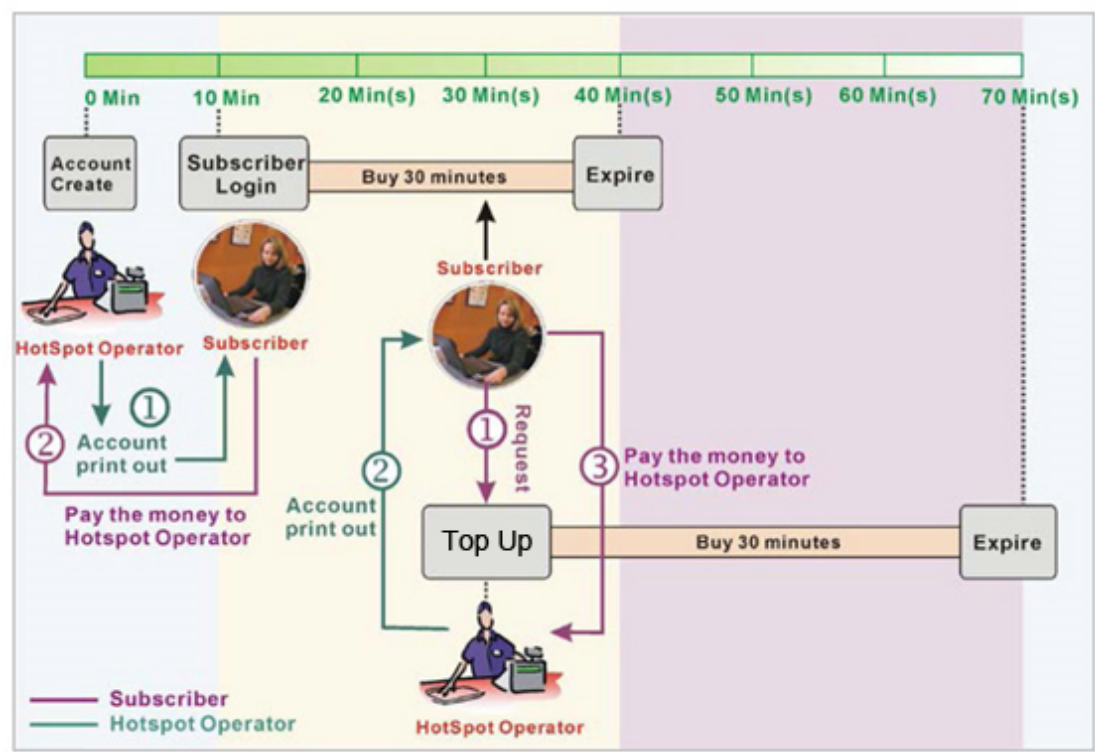 0 Min
10 Min
20 Min(s)
30 Min(s)
40 Min(s)
50 Min(s)
60 Min(s)
70 Min(s)
Account
Create
Subscriber
Login
Buy 30 minutes
Expire
Subscriber
HotSpot Operator
Subscriber
1
2
Account
print out
Pay the money to
Hotspot Operator
1
Request
2
Account
print out
3
Pay the money to
Hotspot Operator
Top Up
Buy 30 minutes
Expire
Subscriber
Hotspot Operator
HotSpot Operator